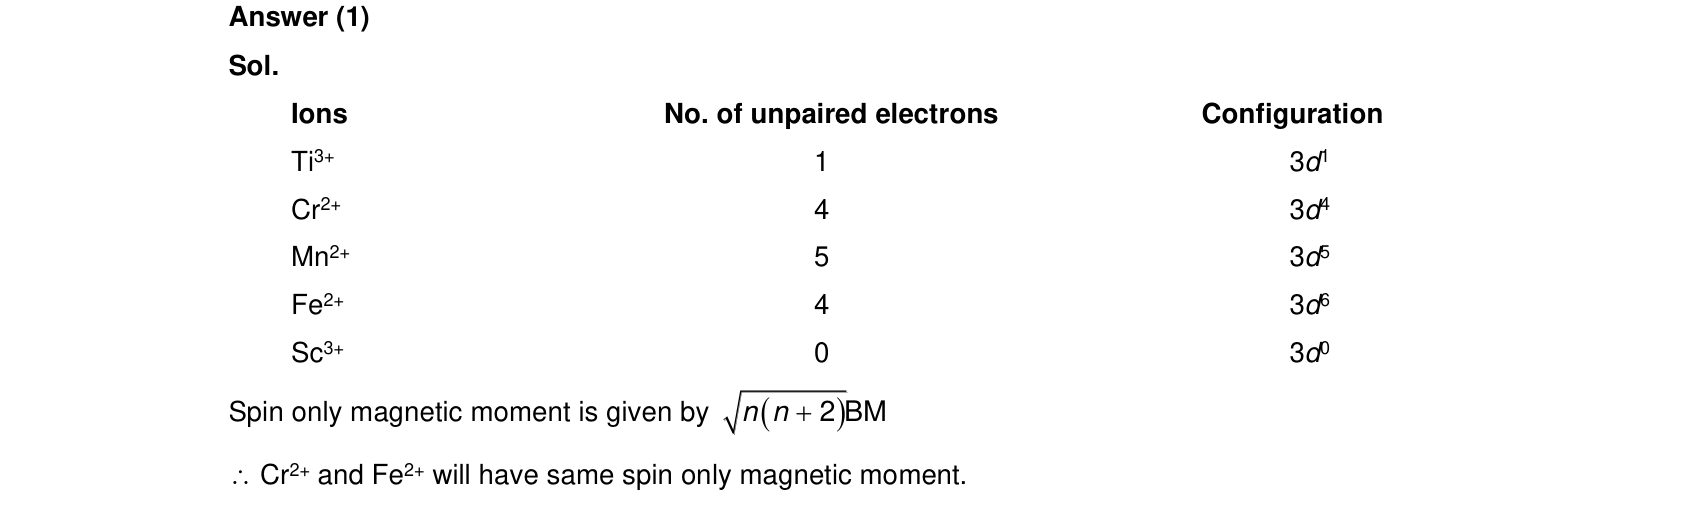 Answer (1)
Sol.
Ions No. of unpaired electrons Configuration
Ti³⁺ 1 3d¹
Cr²⁺ 4 3d⁴
Mn²⁺ 5 3d⁵
Fe²⁺ 4 3d⁶
Sc³⁺ 0 3d⁰
Spin only magnetic moment is given by √n(n + 2)BM
∴ Cr²⁺ and Fe²⁺ will have same spin only magnetic moment.